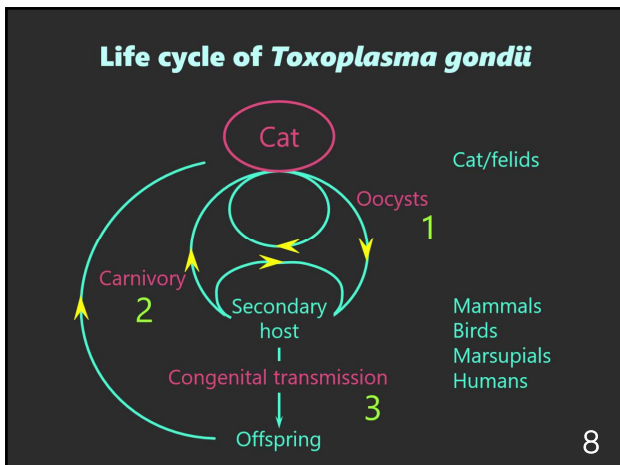 Life cycle of Toxoplasma gondii
Cat
Cat/felids
Oocysts
1
Carnivory
2
Secondary
host
Mammals
Birds
Marsupials
Humans
Congenital transmission
3
Offspring
8